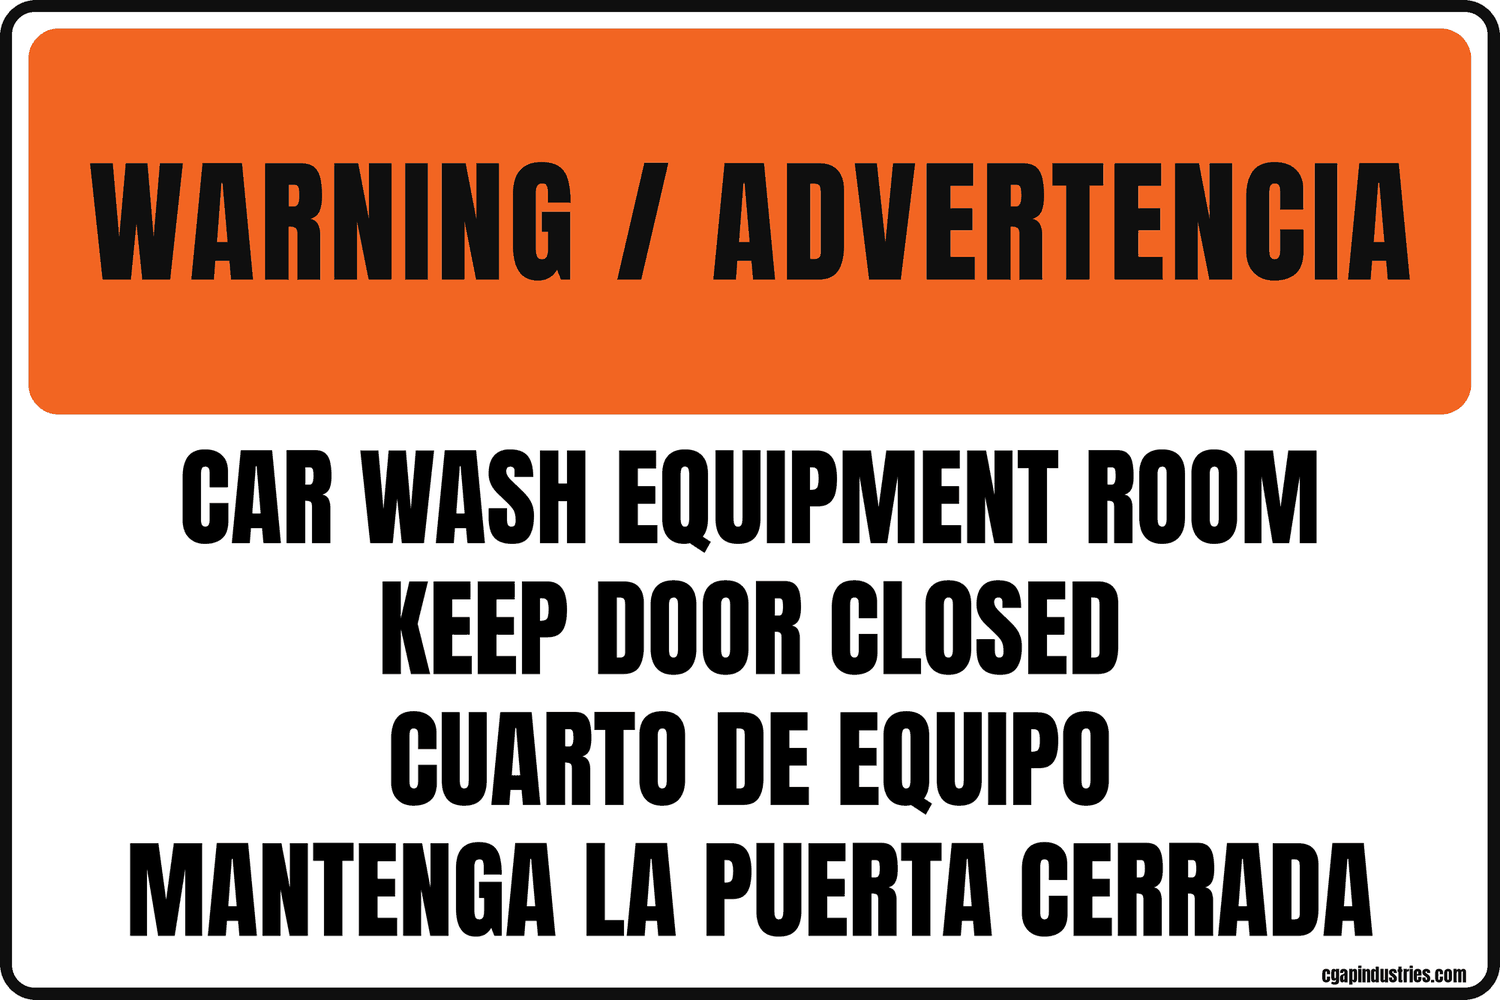 WARNING / ADVERTENCIA
CAR WASH EQUIPMENT ROOM
KEEP DOOR CLOSED
CUARTO DE EQUIPO
MANTENGA LA PUERTA CERRADA
cgapindustries.com